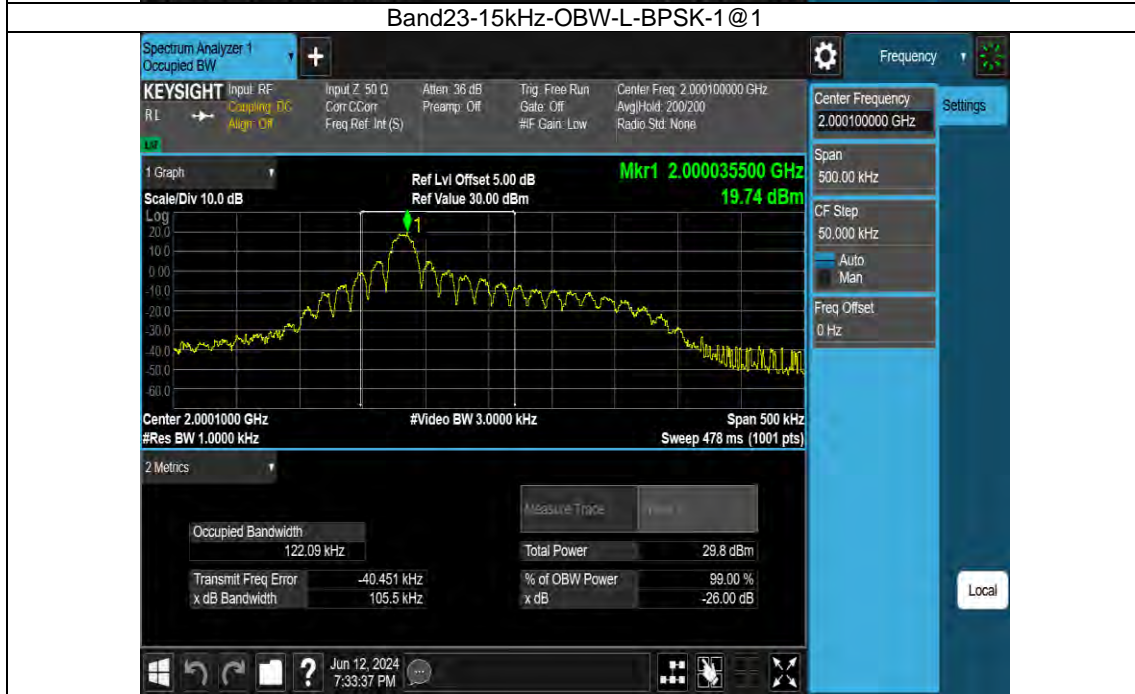 Band23-15kHz-OBW-L-BPSK-1@1
Spectrum Analyzer 1
Occupied BW
+
Frequency
KEYSIGHT Input: RF
RL
Coupling: DC
Align: Off
Input Z: 50 Ω
Corr CCorr
Freq Ref: Int (S)
Atten: 36 dB
Preamp: Off
Trig: Free Run
Gate: Off
#IF Gain: Low
Center Freq: 2.000100000 GHz
Avg|Hold: 200/200
Radio Std: None
Center Frequency
2.000100000 GHz
Settings
Span
500.00 kHz
CF Step
50.000 kHz
Auto
Man
Freq Offset
0 Hz
1 Graph
Ref Lvl Offset 5.00 dB
Mkr1 2.000035500 GHz
Scale/Div 10.0 dB
Ref Value 30.00 dBm
19.74 dBm
Log
1
20.0
10.0
0.00
-10.0
-20.0
-30.0
-40.0
-50.0
-60.0
Center 2.0001000 GHz
#Video BW 3.0000 kHz
Span 500 kHz
#Res BW 1.0000 kHz
Sweep 478 ms (1001 pts)
2 Metrics
Measure Trace
Occupied Bandwidth
122.09 kHz
Total Power 29.8 dBm
Transmit Freq Error -40.451 kHz
% of OBW Power 99.00 %
x dB Bandwidth 105.5 kHz
x dB -26.00 dB
Local
?
Jun 12, 2024
7:33:37 PM